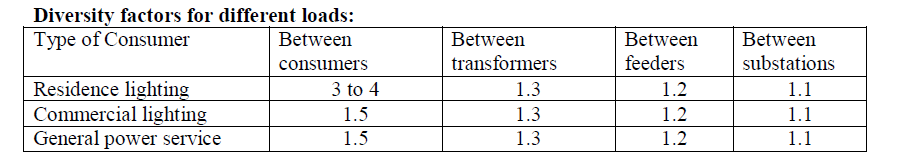 Diversity factors for different loads:
Type of Consumer Between consumers Between transformers Between feeders Between substations
Residence lighting 3 to 4 1.3 1.2 1.1
Commercial lighting 1.5 1.3 1.2 1.1
General power service 1.5 1.3 1.2 1.1